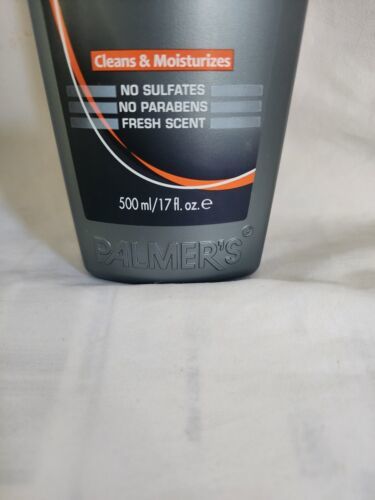 Cleans & Moisturizes
NO SULFATES
NO PARABENS
FRESH SCENT
500 ml/17 fl. oz. ℮
PALMER'S ©